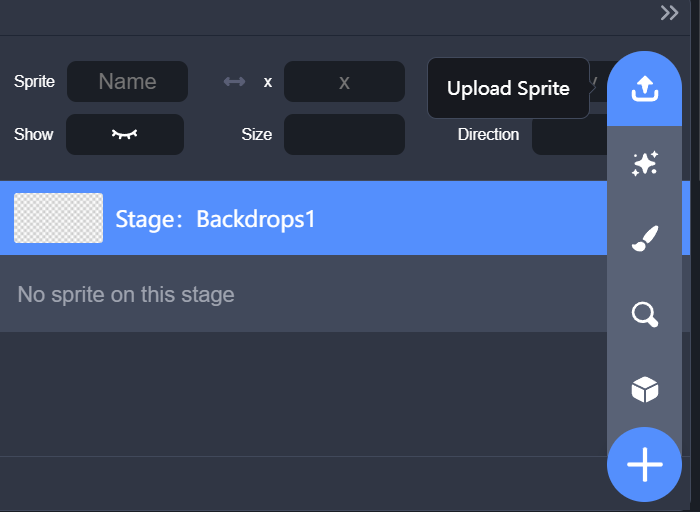 Sprite Name x x Upload Sprite
Show Size Direction
Stage: Backdrops1
No sprite on this stage